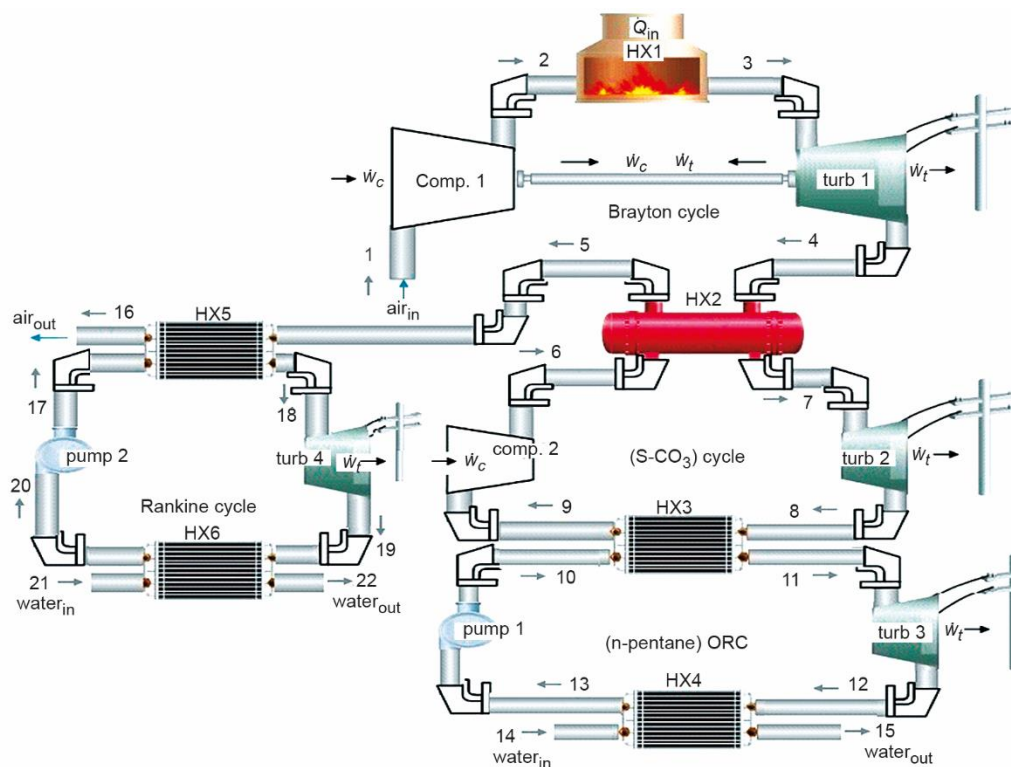 Q̇in
HX1
2
3
Ẇc
Comp. 1
Ẇc
Ẇt
turb 1
Ẇt
Brayton cycle
1
5
4
airin
16
HX5
HX2
airout
6
17
18
7
pump 2
turb 4
Ẇt
Ẇc
comp. 2
(S-CO3) cycle
turb 2
Ẇt
20
Rankine cycle
9
HX3
8
HX6
19
10
11
21
22
waterin
waterout
pump 1
(n-pentane) ORC
turb 3
Ẇt
13
HX4
12
14
15
waterin
waterout